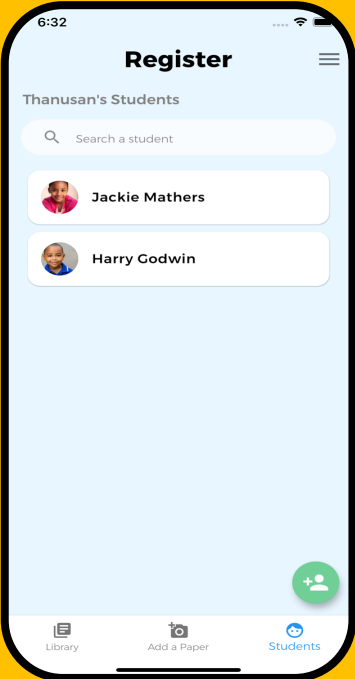 6:32
Register
Thanusan's Students
Search a student
Jackie Mathers
Harry Godwin
Library
Add a Paper
Students